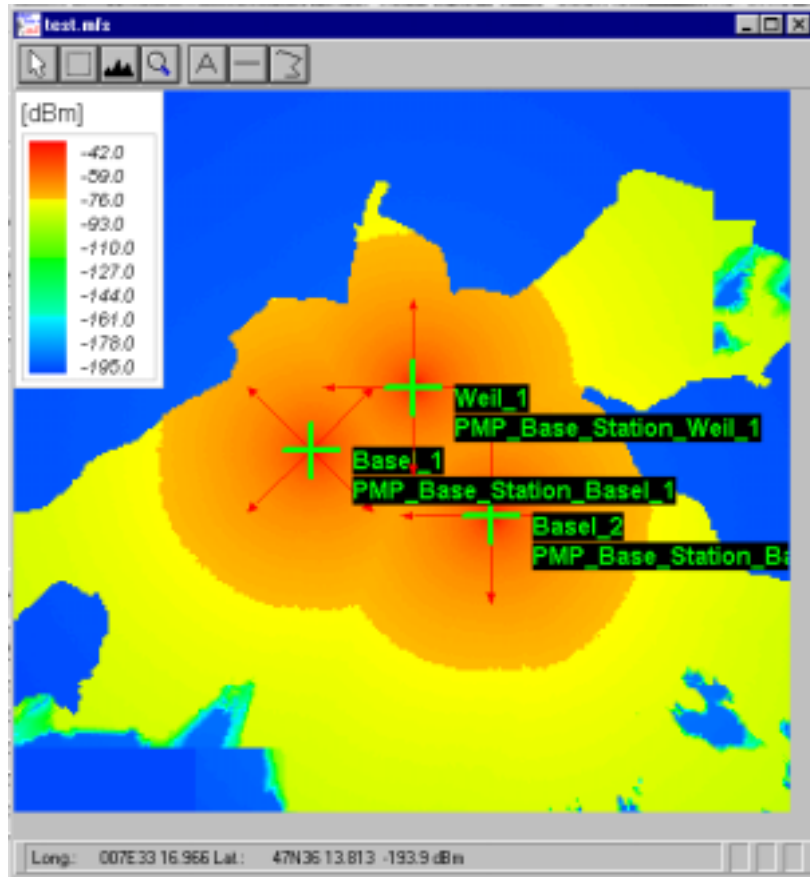 test.mfs
A
[dBm]
-42.0
-59.0
-76.0
-93.0
-110.0
-127.0
-144.0
-161.0
-178.0
-195.0
Weil_1
PMP_Base_Station_Weil_1
Basel_1
PMP_Base_Station_Basel_1
Basel_2
PMP_Base_Station_Ba
Long.: 007E33 16.966 Lat.: 47N36 13.813 -193.9 dBm